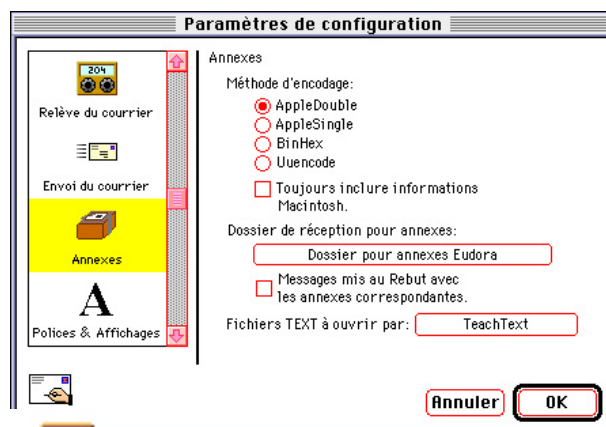 Paramètres de configuration
204
Relève du courrier
Envoi du courrier
Annexes
A
Polices & Affichages
Annexes
Méthode d'encodage:
AppleDouble
AppleSingle
BinHex
Uuencode
Toujours inclure informations
Macintosh.
Dossier de réception pour annexes:
Dossier pour annexes Eudora
Messages mis au Rebut avec
les annexes correspondantes.
Fichiers TEXT à ouvrir par: TeachText
Annuler OK